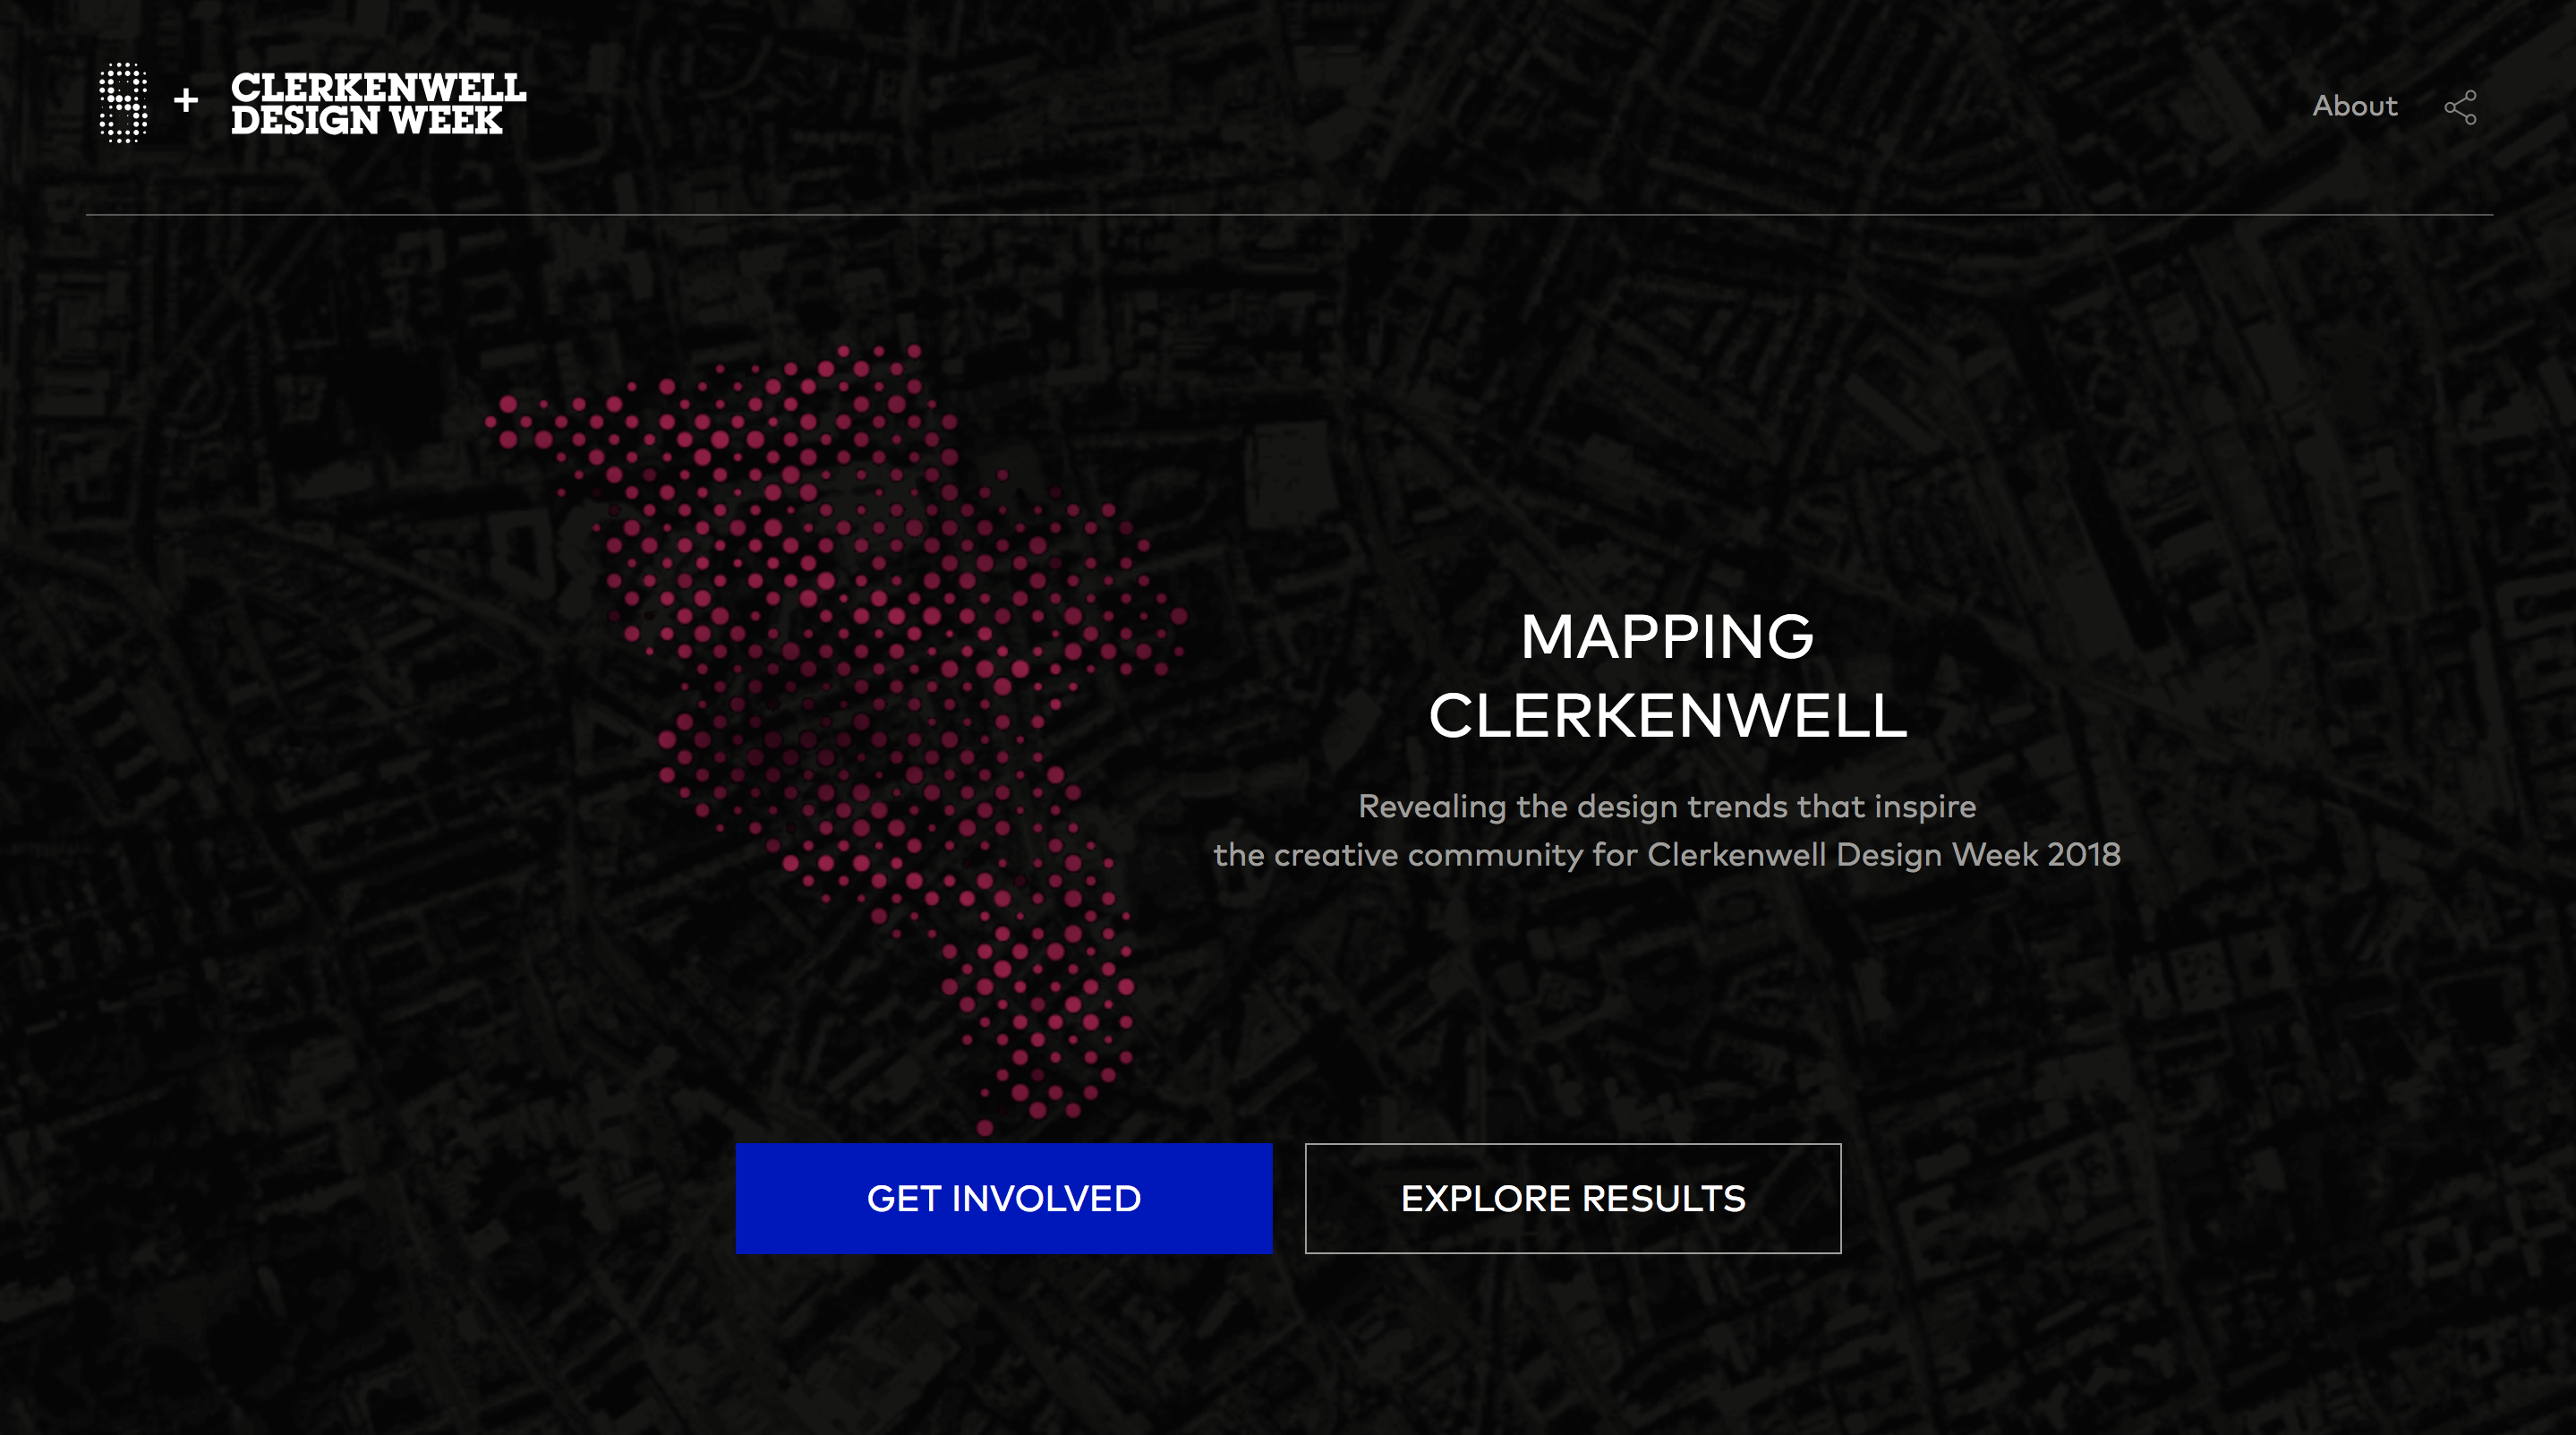 + CLERKENWELL
DESIGN WEEK
About
MAPPING
CLERKENWELL
Revealing the design trends that inspire
the creative community for Clerkenwell Design Week 2018
GET INVOLVED
EXPLORE RESULTS